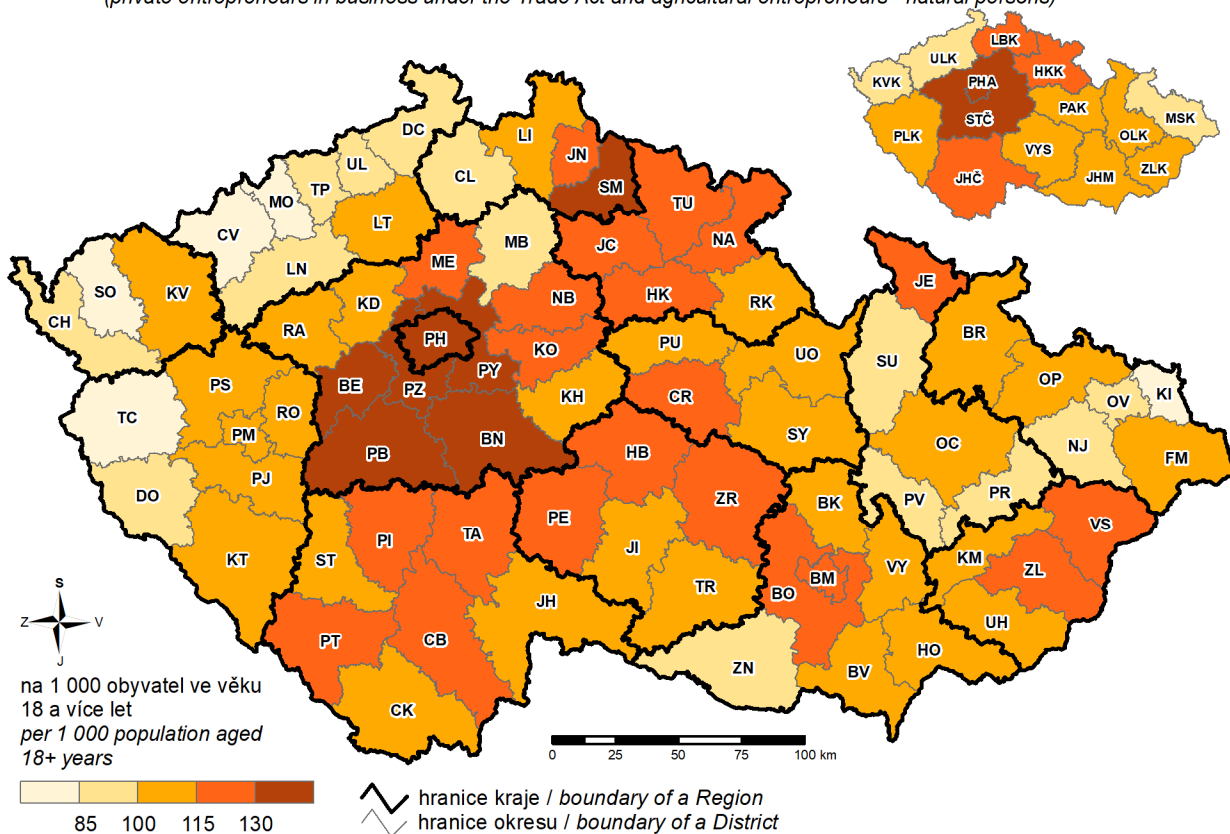 (private entrepreneurs in business under the Trade Act and agricultural entrepreneurs - natural persons)
LBK
ULK
KVK
PHA
HKK
STČ
PAK
MSK
PLK
OLK
VYS
ZLK
JHČ
JHM
DC
LI
UL
JN
TP
CL
SM
MO
TU
LT
CV
NA
MB
JC
ME
LN
JE
SO
KV
NB
HK
RK
KD
CH
RA
BR
PH
KO
PU
UO
SU
PS
BE
PZ
PY
OP
KI
RO
KH
CR
OV
TC
PM
SY
OC
NJ
FM
PB
BN
HB
PJ
DO
ZR
PR
PV
BK
PE
VS
PI
TA
JI
KT
ST
KM
VY
ZL
BM
TR
BO
JH
UH
PT
CB
HO
ZN
BV
CK
S
Z
V
J
na 1 000 obyvatel ve věku
18 a více let
per 1 000 population aged
18+ years
85 100 115 130
0 25 50 75 100 km
hranice kraje / boundary of a Region
hranice okresu / boundary of a District